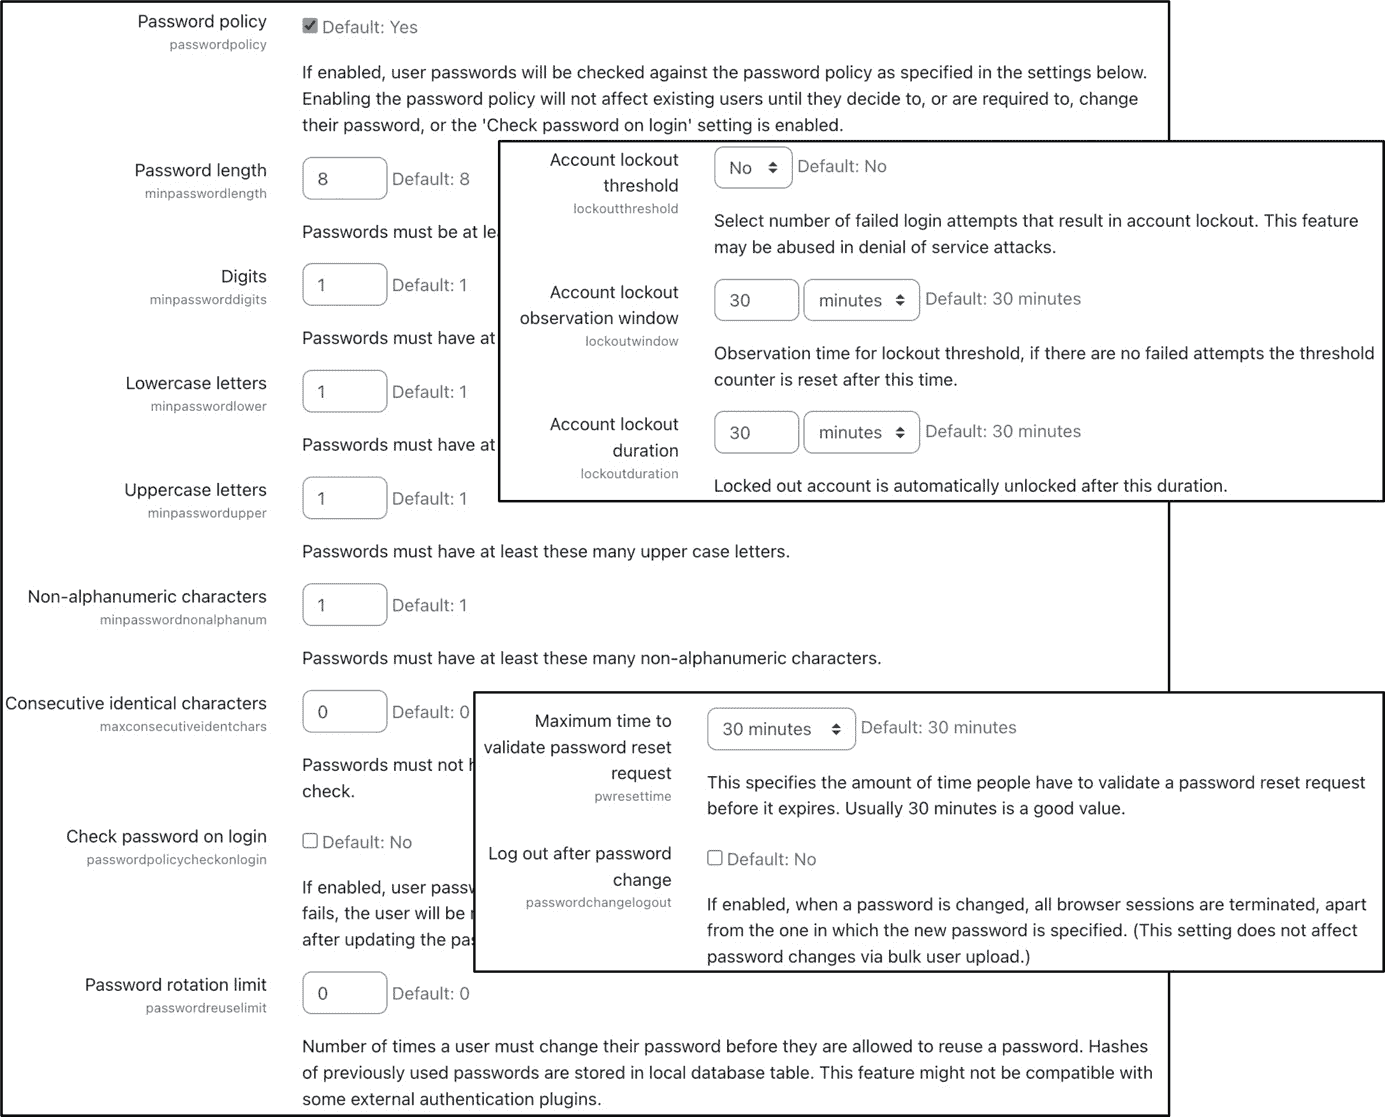 Password policy
passwordpolicy
Default: Yes
If enabled, user passwords will be checked against the password policy as specified in the settings below.
Enabling the password policy will not affect existing users until they decide to, or are required to, change
their password, or the 'Check password on login' setting is enabled.
Password length
minpasswordlength
8 Default: 8
Passwords must be at
Digits
minpassworddigits
1 Default: 1
Passwords must have at
Lowercase letters
minpasswordlower
1 Default: 1
Passwords must have at
Uppercase letters
minpasswordupper
1 Default: 1
Passwords must have at least these many upper case letters.
Non-alphanumeric characters
minpasswordnonalphanum
1 Default: 1
Passwords must have at least these many non-alphanumeric characters.
Consecutive identical characters
maxconsecutiveidentchars
0 Default: 0
Passwords must not
check.
Check password on login
passwordpolicycheckonlogin
Default: No
If enabled, user
fails, the user will be
after updating the
Password rotation limit
passwordreuselimit
0 Default: 0
Number of times a user must change their password before they are allowed to reuse a password. Hashes
of previously used passwords are stored in local database table. This feature might not be compatible with
some external authentication plugins.
Account lockout
threshold
lockoutthreshold
No Default: No
Select number of failed login attempts that result in account lockout. This feature
may be abused in denial of service attacks.
Account lockout
observation window
lockoutwindow
30 minutes Default: 30 minutes
Observation time for lockout threshold, if there are no failed attempts the threshold
counter is reset after this time.
Account lockout
duration
lockoutduration
30 minutes Default: 30 minutes
Locked out account is automatically unlocked after this duration.
Maximum time to
validate password reset
request
pwresettime
30 minutes Default: 30 minutes
This specifies the amount of time people have to validate a password reset request
before it expires. Usually 30 minutes is a good value.
Log out after password
change
passwordchangelogout
Default: No
If enabled, when a password is changed, all browser sessions are terminated, apart
from the one in which the new password is specified. (This setting does not affect
password changes via bulk user upload.)